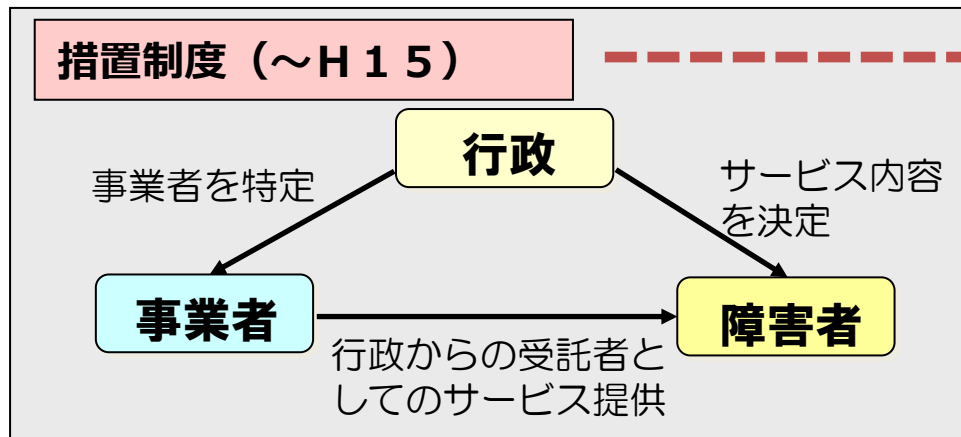 措置制度（～Ｈ１５）
行政
事業者を特定
サービス内容
を決定
事業者
障害者
行政からの受託者と
してのサービス提供